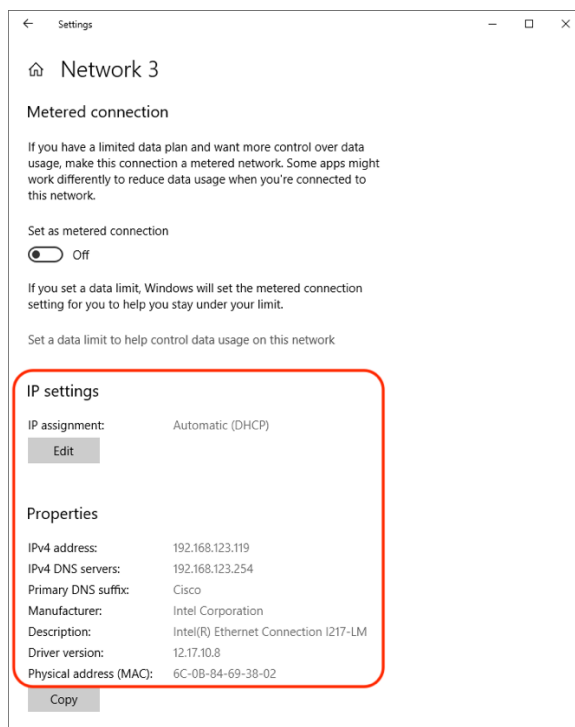 Settings
Network 3
Metered connection
If you have a limited data plan and want more control over data
usage, make this connection a metered network. Some apps might
work differently to reduce data usage when you're connected to
this network.
Set as metered connection
Off
If you set a data limit, Windows will set the metered connection
setting for you to help you stay under your limit.
Set a data limit to help control data usage on this network
IP settings
IP assignment: Automatic (DHCP)
Edit
Properties
IPv4 address: 192.168.123.119
IPv4 DNS servers: 192.168.123.254
Primary DNS suffix: Cisco
Manufacturer: Intel Corporation
Description: Intel(R) Ethernet Connection I217-LM
Driver version: 12.17.10.8
Physical address (MAC): 6C-0B-84-69-38-02
Copy